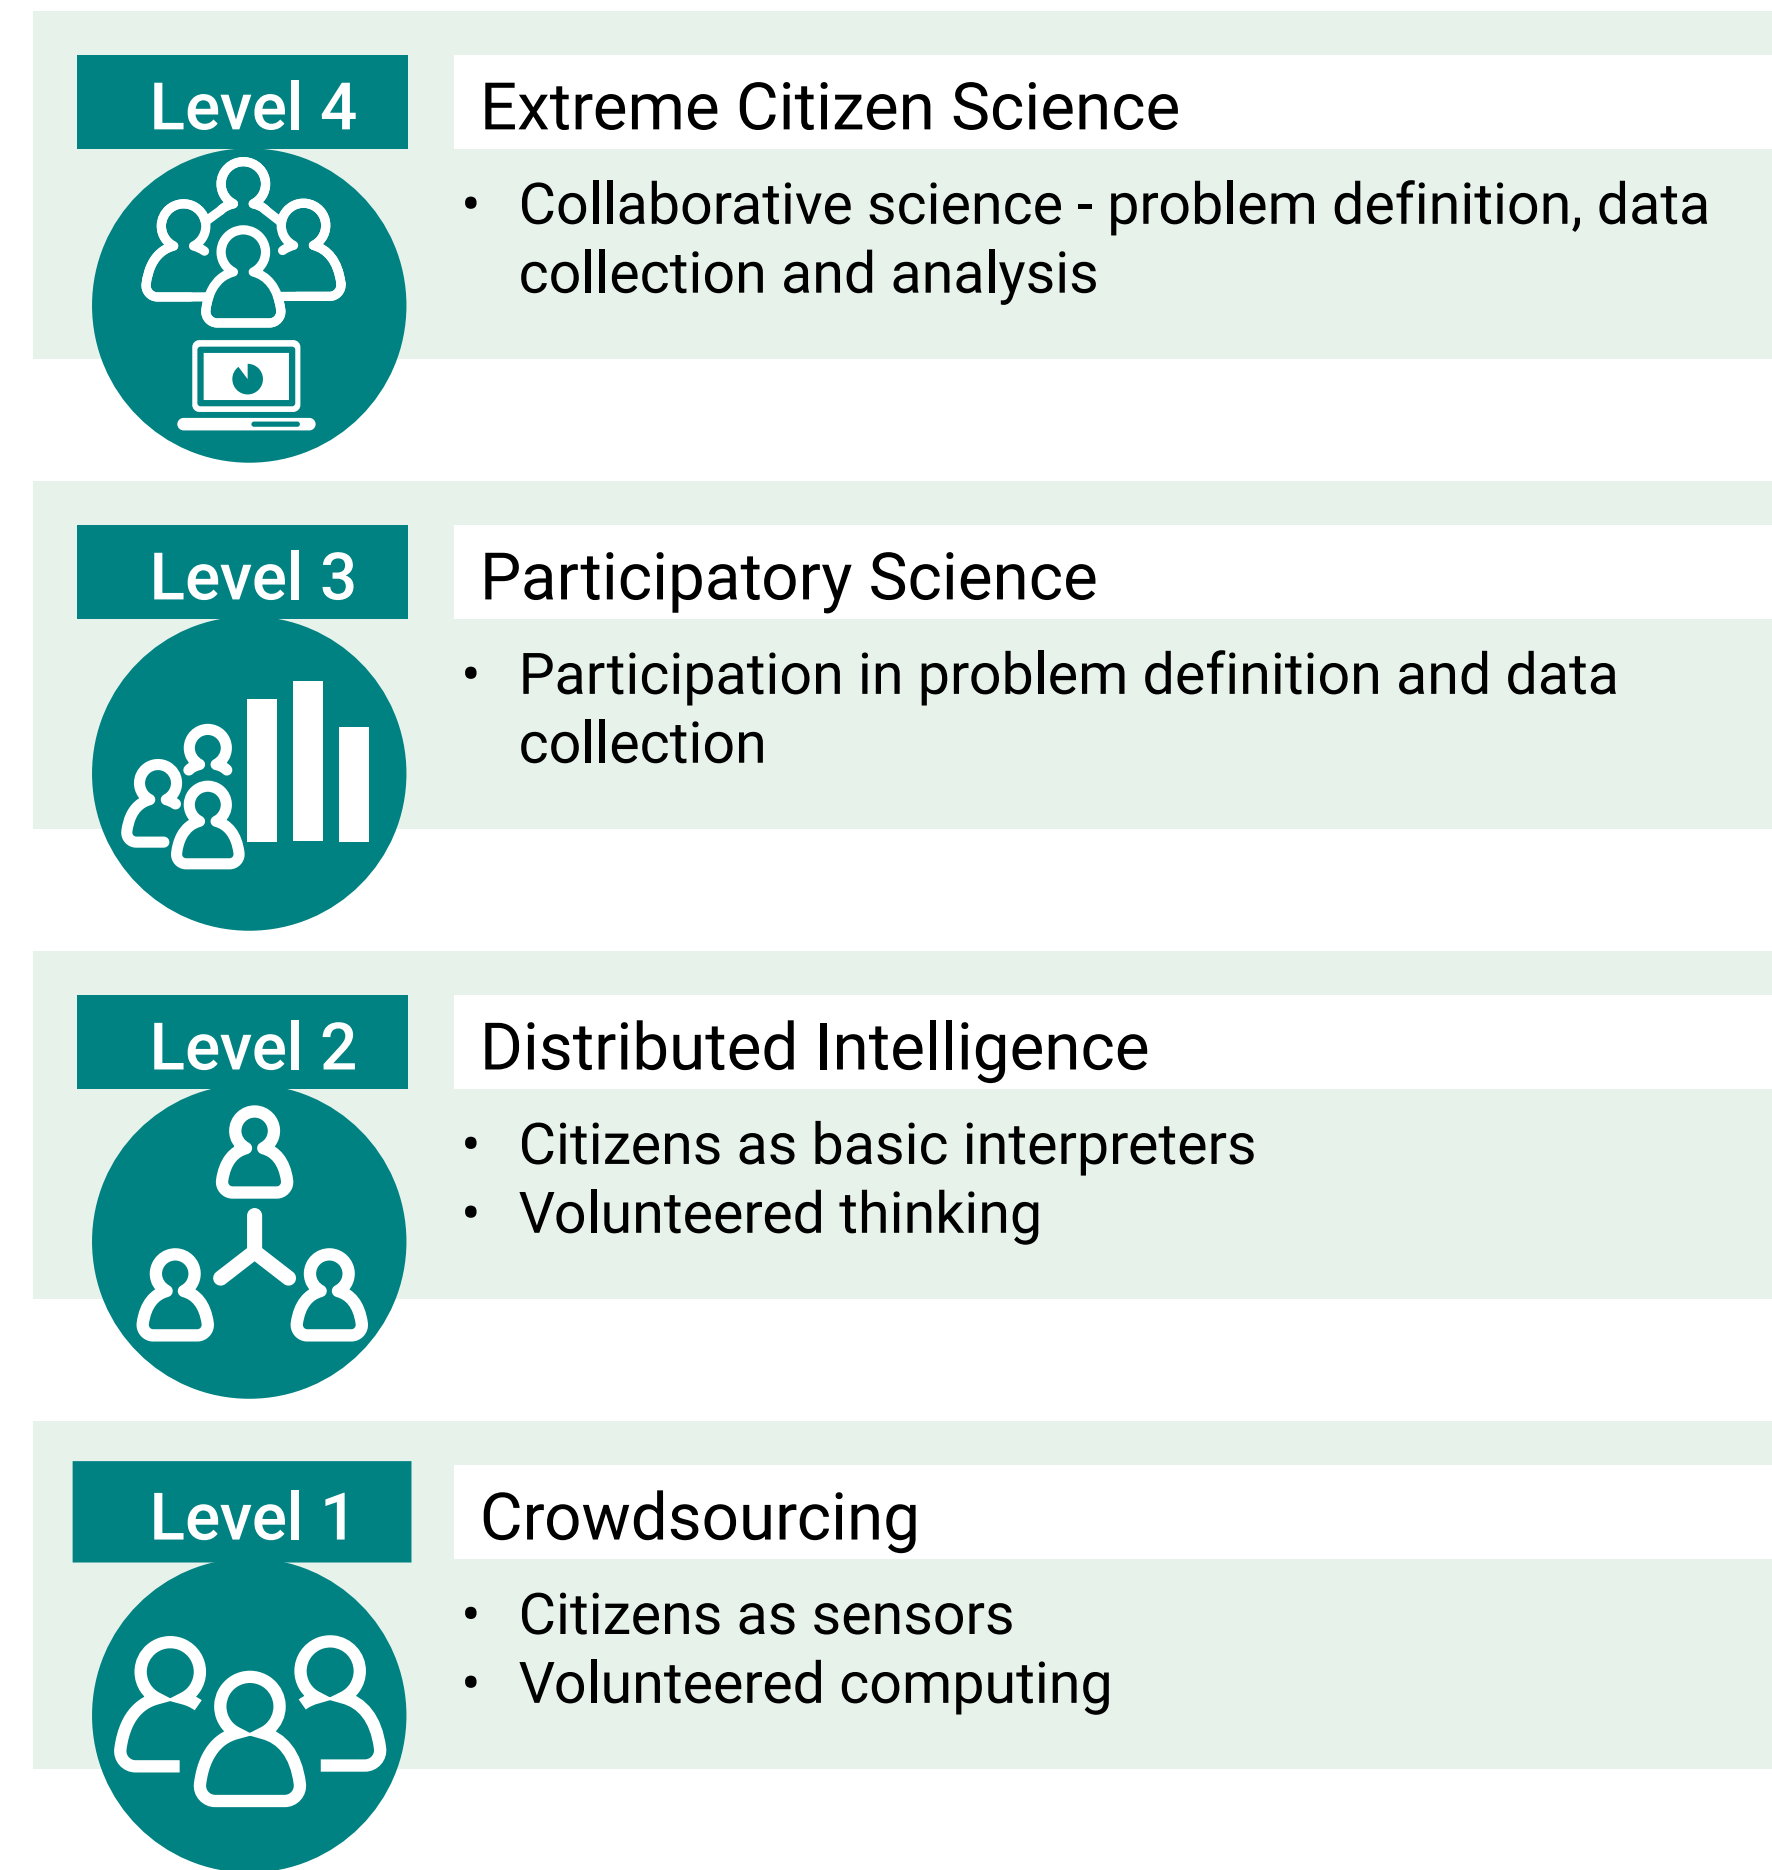 Level 4
Extreme Citizen Science
• Collaborative science - problem definition, data
collection and analysis
Level 3
Participatory Science
• Participation in problem definition and data
collection
Level 2
Distributed Intelligence
• Citizens as basic interpreters
• Volunteered thinking
Level 1
Crowdsourcing
• Citizens as sensors
• Volunteered computing